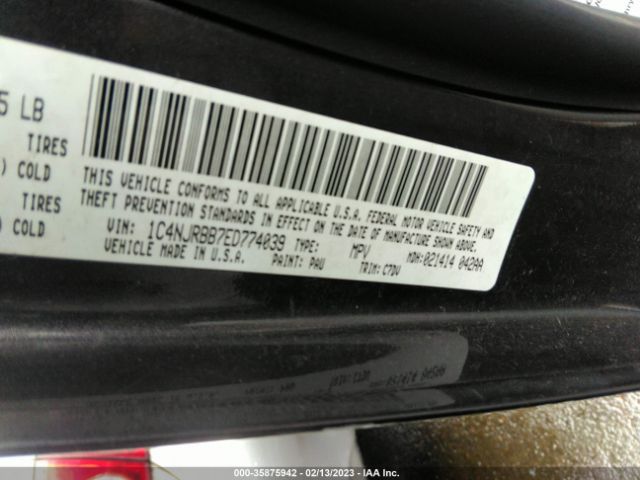 5 LB
TIRES
) COLD
TIRES
) COLD
THIS VEHICLE CONFORMS TO ALL APPLICABLE U.S.A. FEDERAL MOTOR VEHICLE SAFETY AND
THEFT PREVENTION STANDARDS IN EFFECT ON THE DATE OF MANUFACTURE SHOWN ABOVE.
VIN: 1C4NJRBB7ED774039 TYPE: MPV MDH:021414 042AA
VEHICLE MADE IN U.S.A. PAINT: PAU TRIM: C7DV
000-35875942 - 02/13/2023 - IAA Inc.